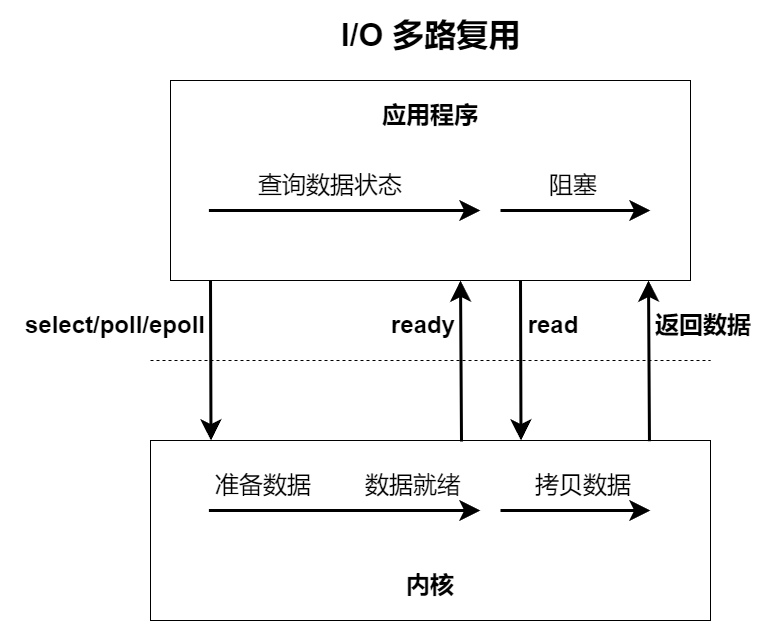 I/O 多路复用
应用程序
查询数据状态
阻塞
select/poll/epoll
ready
read
返回数据
准备数据
数据就绪
拷贝数据
内核